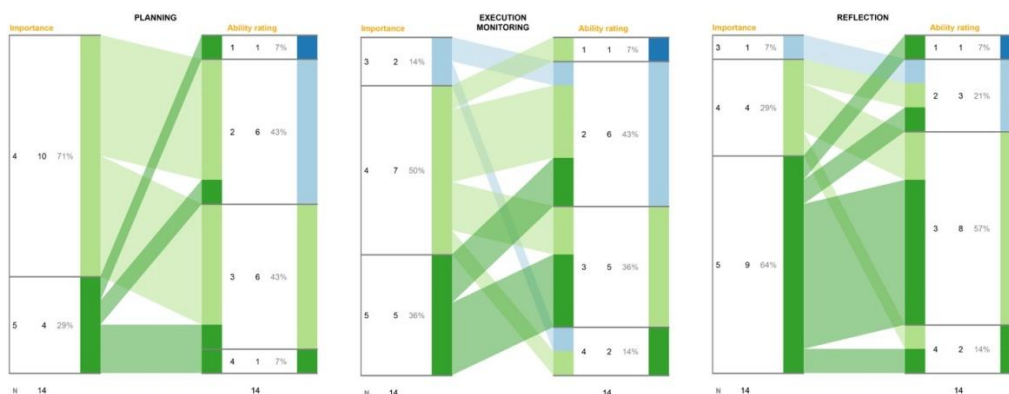 PLANNING
Importance Ability rating
1 1 7%
2 6 43%
4 10 71%
3 6 43%
5 4 29%
4 1 7%
N 14 14
EXECUTION
MONITORING
Importance Ability rating
1 1 7%
3 2 14%
2 6 43%
4 7 50%
3 5 36%
5 5 36%
4 2 14%
14 14
REFLECTION
Importance Ability rating
3 1 7% 1 1 7%
2 3 21%
4 4 29%
3 8 57%
5 9 64%
4 2 14%
N 14 14